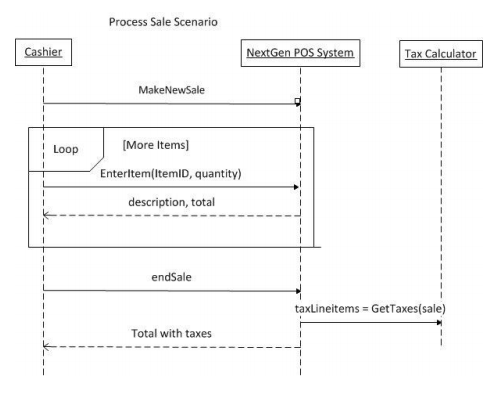 Process Sale Scenario
Cashier
NextGen POS System
Tax Calculator
MakeNewSale
Loop
[More Items]
EnterItem(ItemID, quantity)
description, total
endSale
taxLineitems = GetTaxes(sale)
Total with taxes